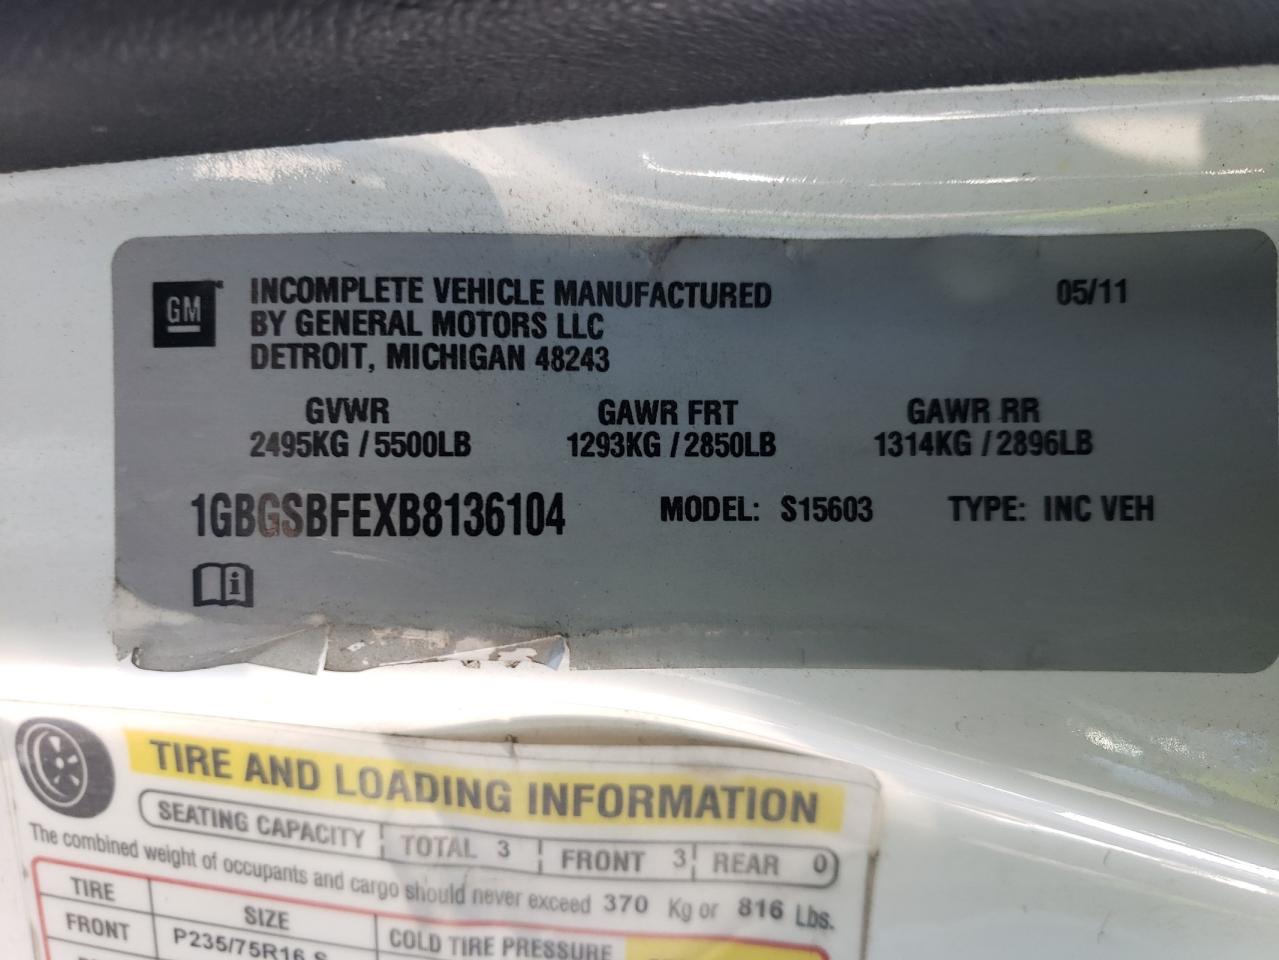 GM
INCOMPLETE VEHICLE MANUFACTURED
05/11
BY GENERAL MOTORS LLC
DETROIT, MICHIGAN 48243
GVWR
GAWR FRT
GAWR RR
2495KG / 5500LB
1293KG / 2850LB
1314KG / 2896LB
1GBGSBFEXB8136104
MODEL: S15603
TYPE: INC VEH
i
TIRE AND LOADING INFORMATION
SEATING CAPACITY
TOTAL 3
FRONT 3
REAR 0
The combined weight of occupants and cargo should never exceed 370 Kg or 816 Lbs.
TIRE
SIZE
COLD TIRE PRESSURE
FRONT
P235/75R16 S